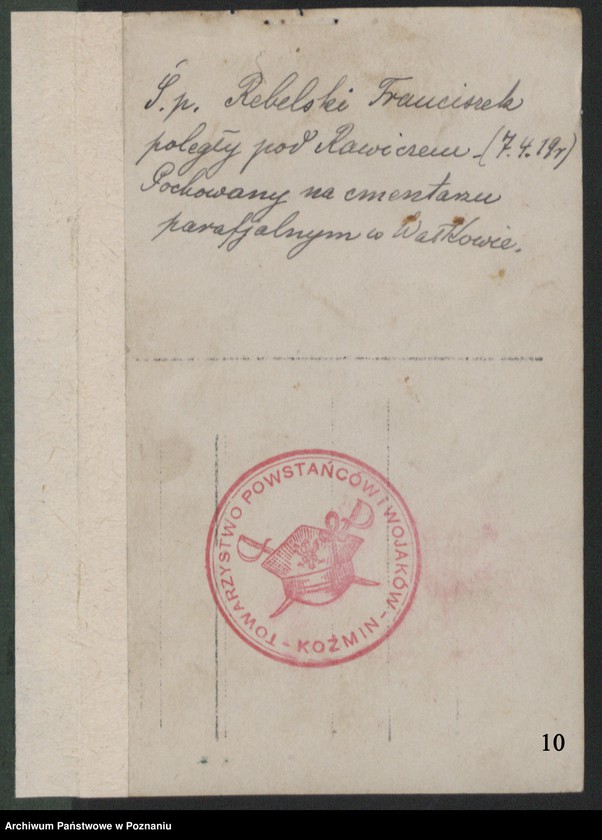 Ś.p. Rebelski Franciszek
poległy pod Rawiczem - (7.4.19r)
Pochowany na cmentarzu
parafjalnym w Wałkowie.
TOWARZYSTWO POWSTAŃCÓW I WOJAKÓW - KOŹMIN -
10
Archiwum Państwowe w Poznaniu